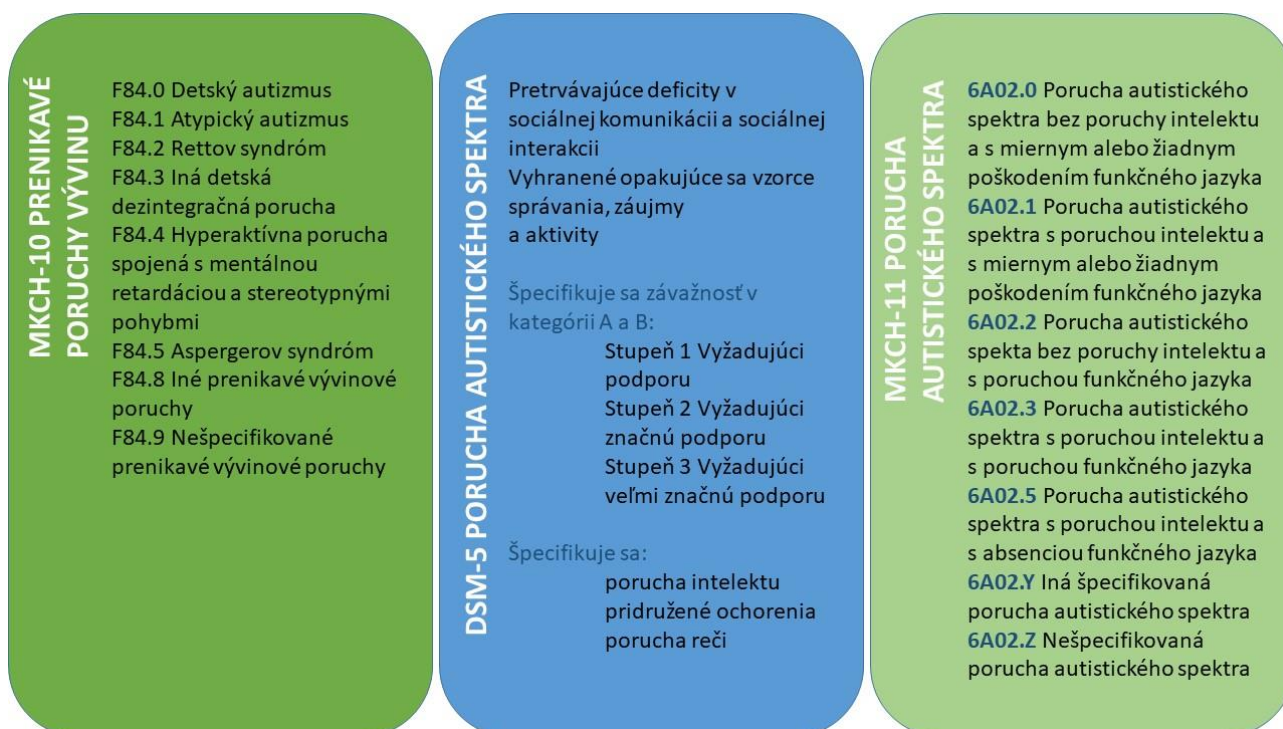 MKCH-10 PRENIKAVÉ
PORUCHY VÝVINU
F84.0 Detský autizmus
F84.1 Atypický autizmus
F84.2 Rettov syndróm
F84.3 Iná detská
dezintegračná porucha
F84.4 Hyperaktívna porucha
spojená s mentálnou
retardáciou a stereotypnými
pohybmi
F84.5 Aspergerov syndróm
F84.8 Iné prenikavé vývinové
poruchy
F84.9 Nešpecifikované
prenikavé vývinové poruchy
DSM-5 PORUCHA AUTISTICKÉHO SPEKTRA
Pretrvávajúce deficity v
sociálnej komunikácii a sociálnej
interakcii
Vyhranené opakujúce sa vzorce
správania, záujmy
a aktivity
Špecifikuje sa závažnosť v
kategórii A a B:
Stupeň 1 Vyžadujúci
podporu
Stupeň 2 Vyžadujúci
značnú podporu
Stupeň 3 Vyžadujúci
veľmi značnú podporu
Špecifikuje sa:
porucha intelektu
pridružené ochorenia
porucha reči
MKCH-11 PORUCHA
AUTISTICKÉHO SPEKTRA
6A02.0 Porucha autistického
spektra bez poruchy intelektu
a s miernym alebo žiadnym
poškodením funkčného jazyka
6A02.1 Porucha autistického
spektra s poruchou intelektu a
s miernym alebo žiadnym
poškodením funkčného jazyka
6A02.2 Porucha autistického
spekta bez poruchy intelektu a
s poruchou funkčného jazyka
6A02.3 Porucha autistického
spektra s poruchou intelektu a
s poruchou funkčného jazyka
6A02.5 Porucha autistického
spektra s poruchou intelektu a
s absenciou funkčného jazyka
6A02.Y Iná špecifikovaná
porucha autistického spektra
6A02.Z Nešpecifikovaná
porucha autistického spektra